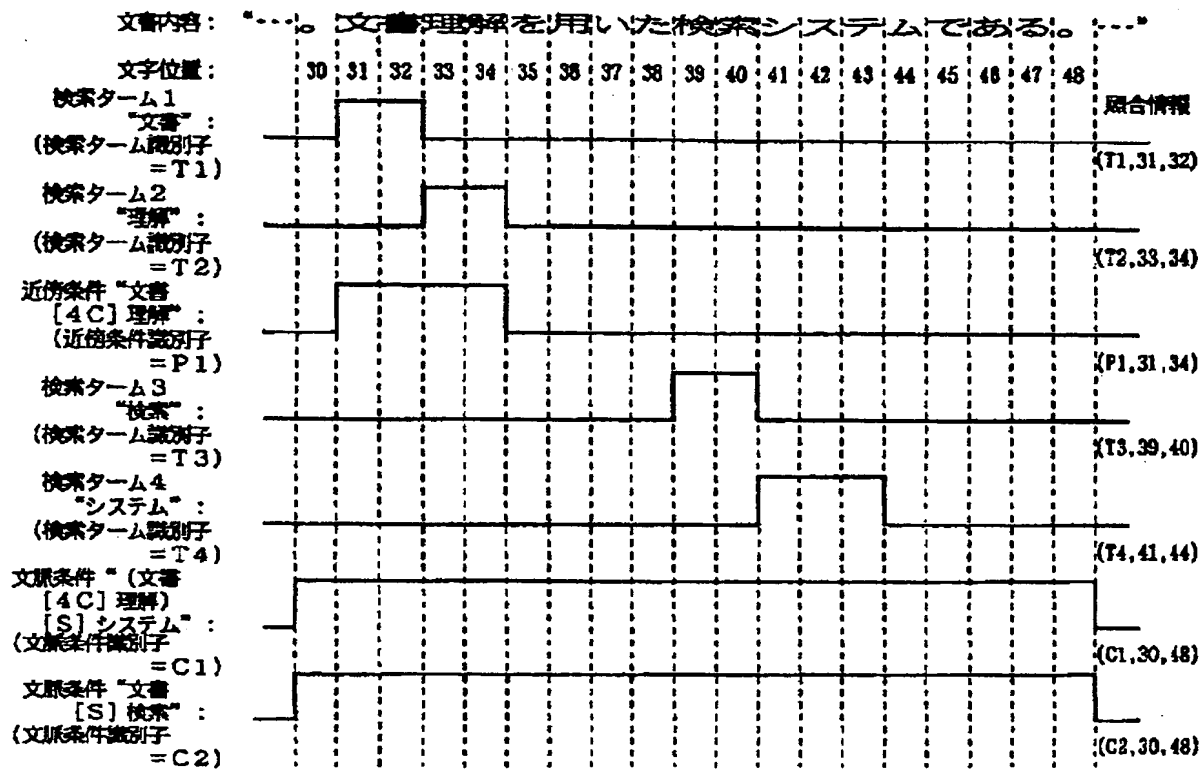 文書内容: “---。文書理解を用いた検索システムである。---”
文字位置: 30 31 32 33 34 35 36 37 38 39 40 41 42 43 44 45 46 47 48
照合情報
検索ターム1
“文書”:
(検索ターム識別子
=T1)
(T1,31,32)
検索ターム2
“理解”:
(検索ターム識別子
=T2)
(T2,33,34)
近傍条件“文書
[4C]理解”:
(近傍条件識別子
=P1)
(P1,31,34)
検索ターム3
“検索”:
(検索ターム識別子
=T3)
(T3,39,40)
検索ターム4
“システム”:
(検索ターム識別子
=T4)
(T4,41,44)
文脈条件“(文書
[4C]理解)
[S]システム”:
(文脈条件識別子
=C1)
(C1,30,48)
文脈条件“文書
[S]検索”:
(文脈条件識別子
=C2)
(C2,30,48)